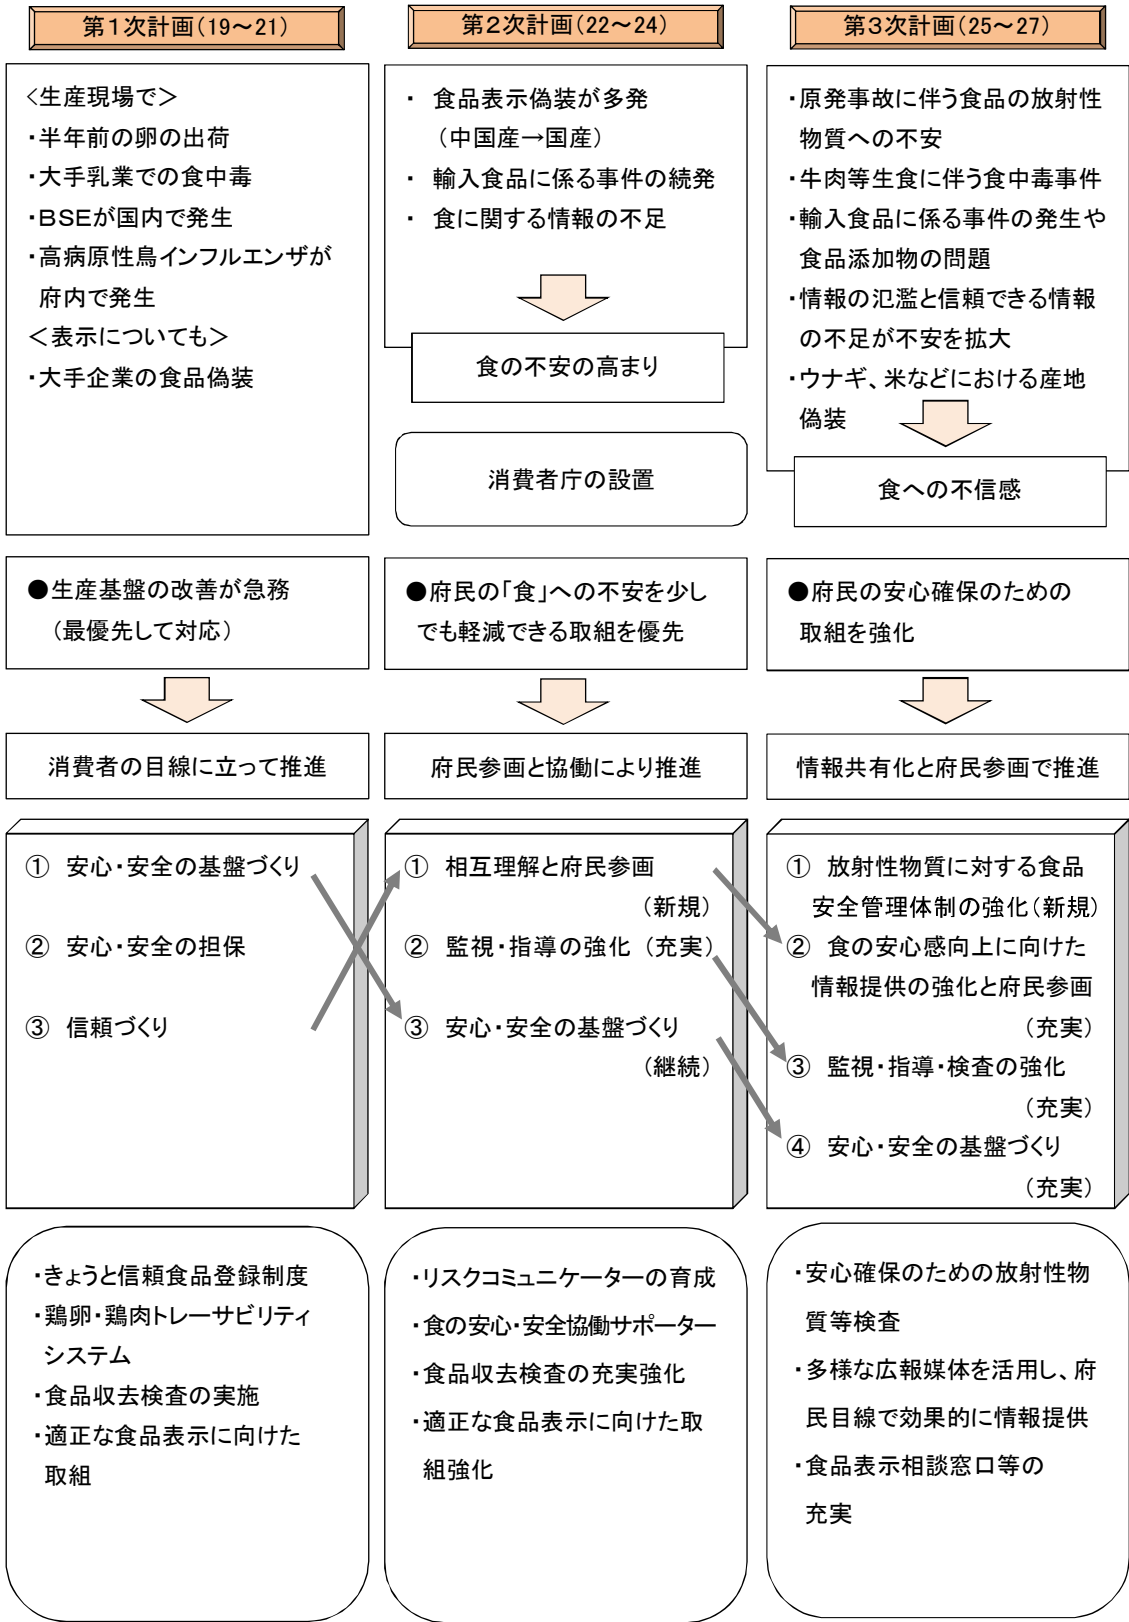 第１次計画（19～21）
＜生産現場で＞
・半年前の卵の出荷
・大手乳業での食中毒
・ＢＳＥが国内で発生
・高病原性鳥インフルエンザが
府内で発生
＜表示についても＞
・大手企業の食品偽装
●生産基盤の改善が急務
（最優先して対応）
消費者の目線に立って推進
① 安心・安全の基盤づくり
② 安心・安全の担保
③ 信頼づくり
・きょうと信頼食品登録制度
・鶏卵・鶏肉トレーサビリティ
システム
・食品収去検査の実施
・適正な食品表示に向けた
取組
第２次計画（22～24）
・ 食品表示偽装が多発
（中国産→国産）
・ 輸入食品に係る事件の続発
・ 食に関する情報の不足
食の不安の高まり
消費者庁の設置
●府民の「食」への不安を少し
でも軽減できる取組を優先
府民参画と協働により推進
① 相互理解と府民参画
（新規）
② 監視・指導の強化（充実）
③ 安心・安全の基盤づくり
（継続）
・リスクコミュニケーターの育成
・食の安心・安全協働サポーター
・食品収去検査の充実強化
・適正な食品表示に向けた取
組強化
第３次計画（25～27）
・原発事故に伴う食品の放射性
物質への不安
・牛肉等生食に伴う食中毒事件
・輸入食品に係る事件の発生や
食品添加物の問題
・情報の氾濫と信頼できる情報
の不足が不安を拡大
・ウナギ、米などにおける産地
偽装
食への不信感
●府民の安心確保のための
取組を強化
情報共有化と府民参画で推進
① 放射性物質に対する食品
安全管理体制の強化（新規）
② 食の安心感向上に向けた
情報提供の強化と府民参画
（充実）
③ 監視・指導・検査の強化
（充実）
④ 安心・安全の基盤づくり
（充実）
・安心確保のための放射性物
質等検査
・多様な広報媒体を活用し、府
民目線で効果的に情報提供
・食品表示相談窓口等の
充実